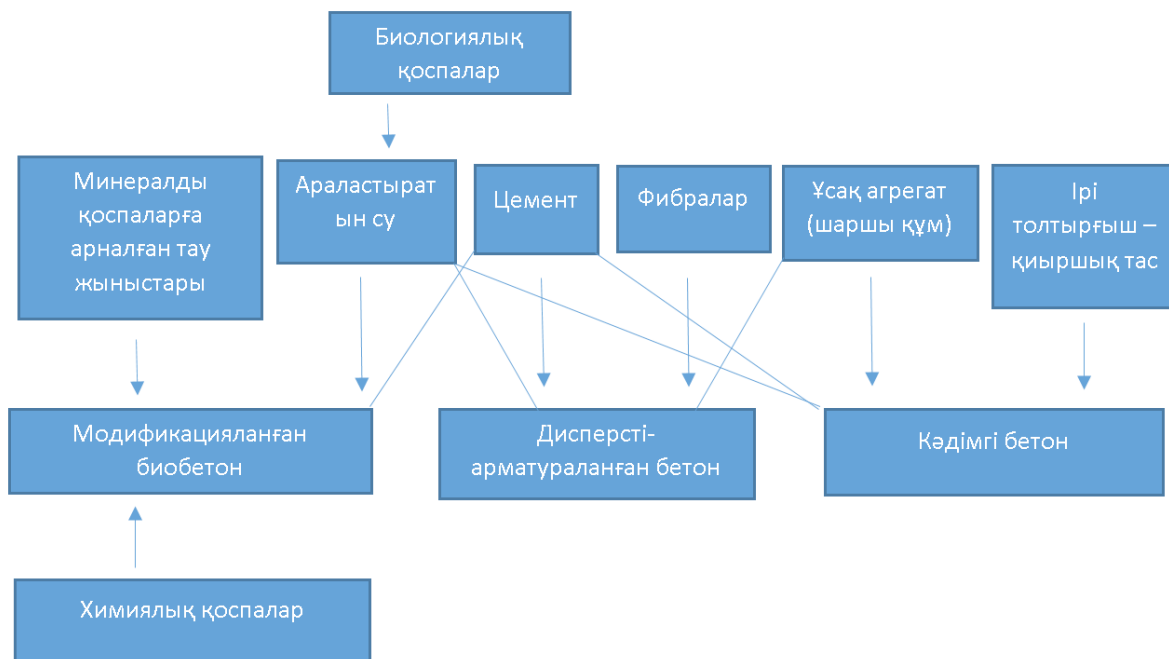 Биологиялық
қоспалар
Минералды
қоспаларға
арналған тау
жыныстары
Араластырат
ын су
Цемент
Фибралар
Ұсақ агрегат
(шаршы құм)
Ірі
толтырғыш –
қиыршық тас
Модификацияланған
биобетон
Дисперсті-
арматураланған бетон
Кәдімгі бетон
Химиялық қоспалар